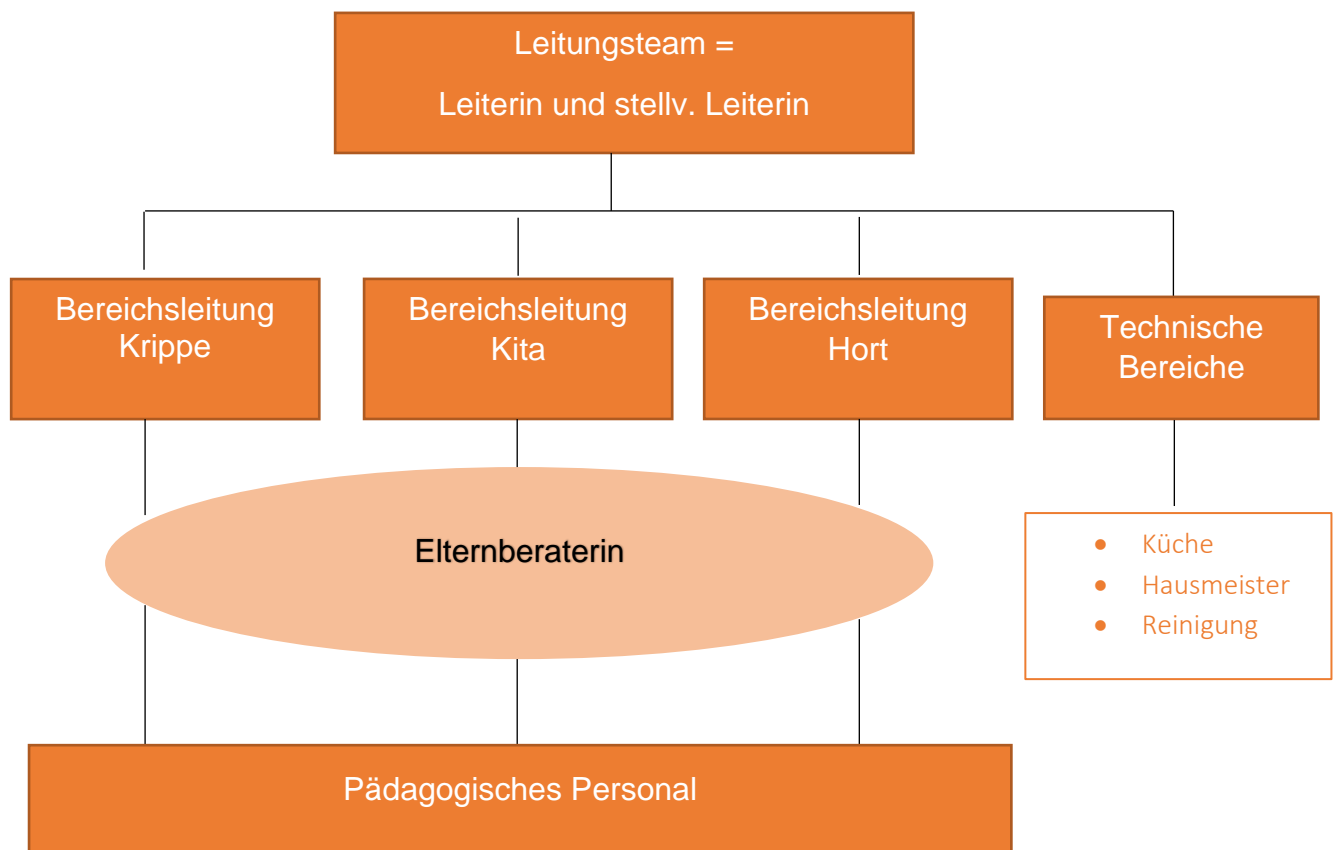 Leitungsteam =
Leiterin und stellv. Leiterin
Bereichsleitung
Krippe
Bereichsleitung
Kita
Bereichsleitung
Hort
Technische
Bereiche
Elternberaterin
• Küche
• Hausmeister
• Reinigung
Pädagogisches Personal